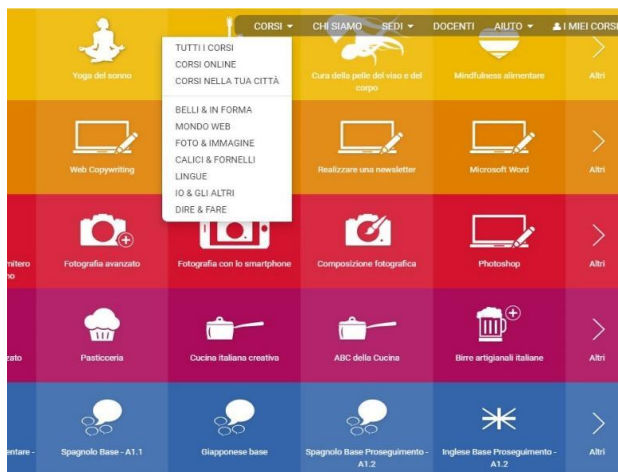 CORSI
CHI SIAMO
SEDI
DOCENTI
AIUTO
I MIEI CORSI
TUTTI I CORSI
CORSI ONLINE
CORSI NELLA TUA CITTÀ
BELLI & IN FORMA
MONDO WEB
FOTO & IMMAGINE
CALICI & FORNELLI
LINGUE
IO & GLI ALTRI
DIRE & FARE
Yoga del sonno
Cura della pelle del viso e del
corpo
Mindfulness alimentare
Altri
Web Copywriting
Realizzare una newsletter
Microsoft Word
Altri
Fotografia avanzato
Fotografia con lo smartphone
Composizione fotografica
Photoshop
Altri
Pasticceria
Cucina italiana creativa
ABC della Cucina
Birre artigianali italiane
Altri
Spagnolo Base - A1.1
Giapponese base
Spagnolo Base Proseguimento -
A1.2
Inglese Base Proseguimento -
A1.2
Altri